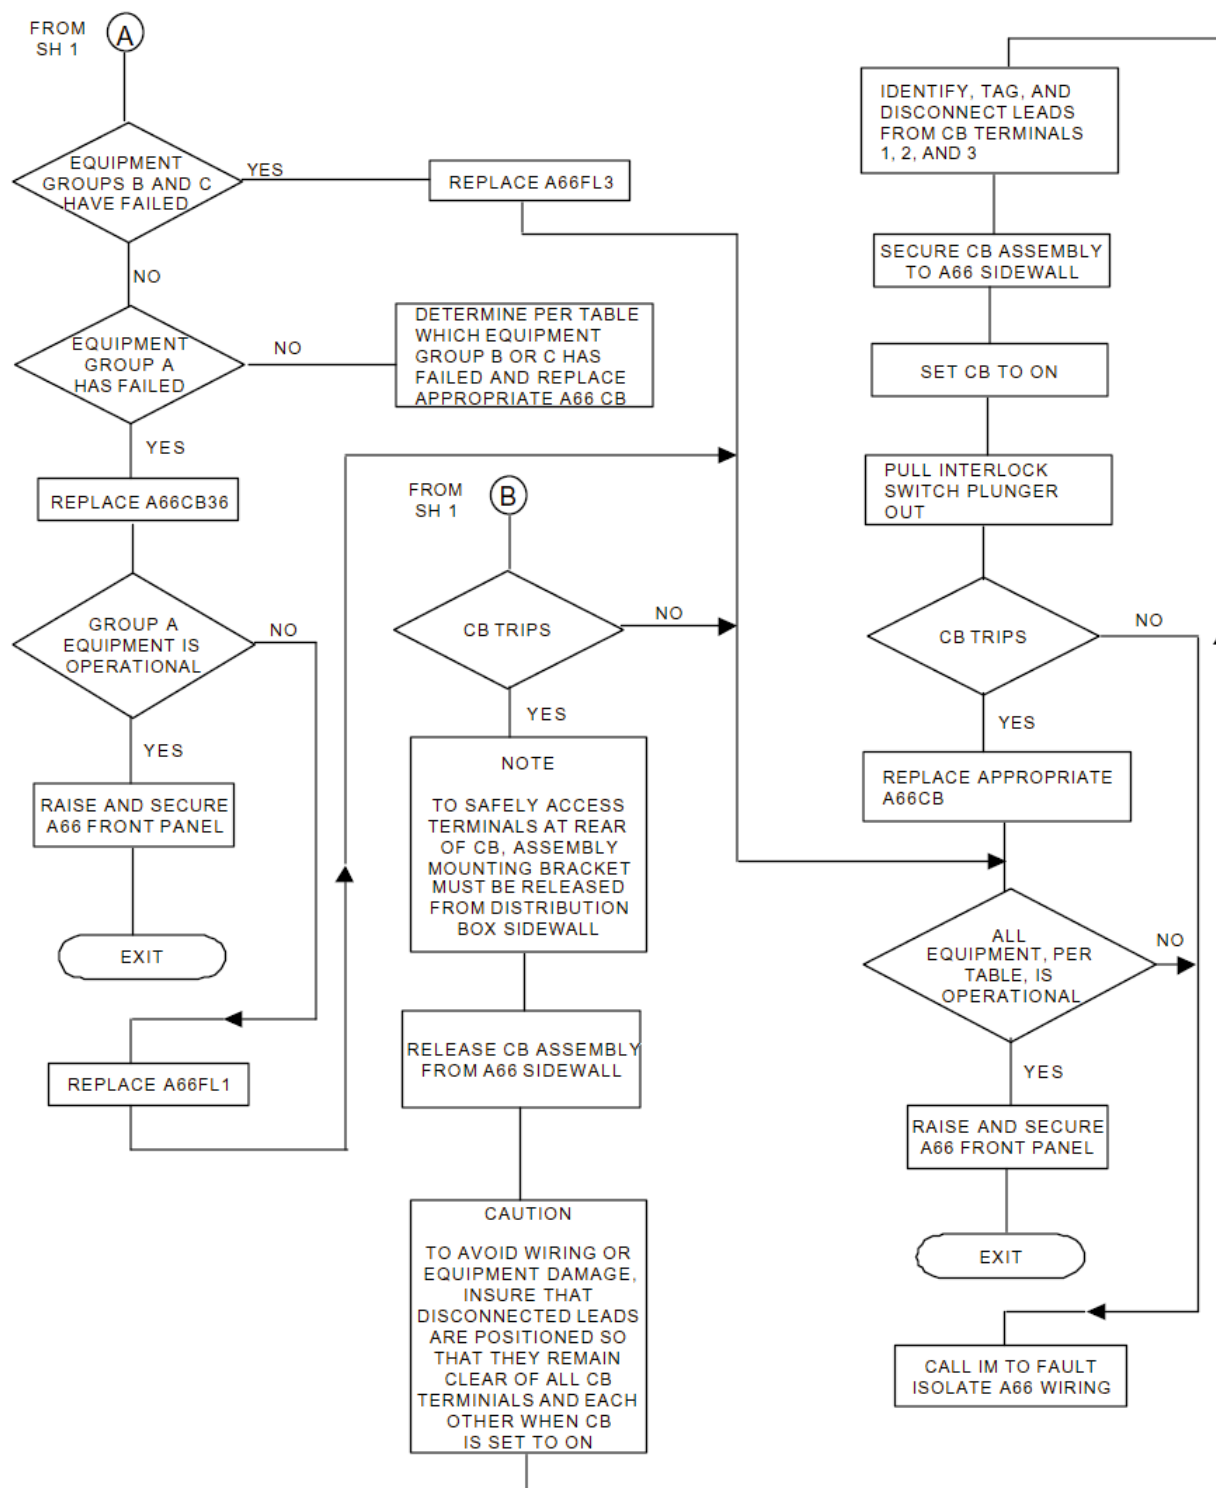 FROM
SH 1
A
EQUIPMENT
GROUPS B AND C
HAVE FAILED
YES
REPLACE A66FL3
NO
EQUIPMENT
GROUP A
HAS FAILED
NO
DETERMINE PER TABLE
WHICH EQUIPMENT
GROUP B OR C HAS
FAILED AND REPLACE
APPROPRIATE A66 CB
YES
REPLACE A66CB36
GROUP A
EQUIPMENT IS
OPERATIONAL
NO
YES
RAISE AND SECURE
A66 FRONT PANEL
EXIT
REPLACE A66FL1
FROM
SH 1
B
CB TRIPS
NO
YES
NOTE
TO SAFELY ACCESS
TERMINALS AT REAR
OF CB, ASSEMBLY
MOUNTING BRACKET
MUST BE RELEASED
FROM DISTRIBUTION
BOX SIDEWALL
RELEASE CB ASSEMBLY
FROM A66 SIDEWALL
CAUTION
TO AVOID WIRING OR
EQUIPMENT DAMAGE,
INSURE THAT
DISCONNECTED LEADS
ARE POSITIONED SO
THAT THEY REMAIN
CLEAR OF ALL CB
TERMINIALS AND EACH
OTHER WHEN CB
IS SET TO ON
IDENTIFY, TAG, AND
DISCONNECT LEADS
FROM CB TERMINALS
1, 2, AND 3
SECURE CB ASSEMBLY
TO A66 SIDEWALL
SET CB TO ON
PULL INTERLOCK
SWITCH PLUNGER
OUT
CB TRIPS
NO
YES
REPLACE APPROPRIATE
A66CB
ALL
EQUIPMENT, PER
TABLE, IS
OPERATIONAL
NO
YES
RAISE AND SECURE
A66 FRONT PANEL
EXIT
CALL IM TO FAULT
ISOLATE A66 WIRING